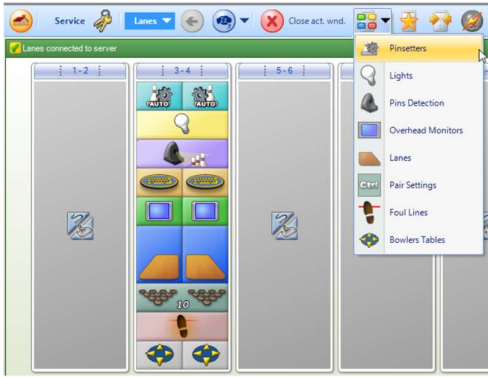 Service
Lanes
Close act. wnd.
Lanes connected to server
1 - 2
3 - 4
5 - 6
AUTO AUTO
10
Pinsetters
Lights
Pins Detection
Overhead Monitors
Lanes
Ctrl Pair Settings
Foul Lines
Bowlers Tables